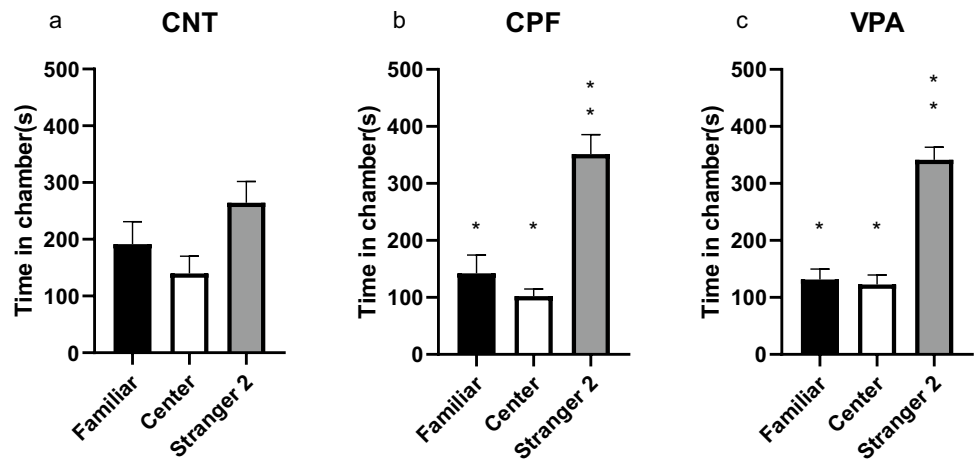 a CNT
Time in chamber(s)
500
400
300
200
100
0
Familiar
Center
Stranger 2
b CPF
Time in chamber(s)
500
400
300
200
100
0
*
*
*
*
Familiar
Center
Stranger 2
c VPA
Time in chamber(s)
500
400
300
200
100
0
*
*
*
*
Familiar
Center
Stranger 2